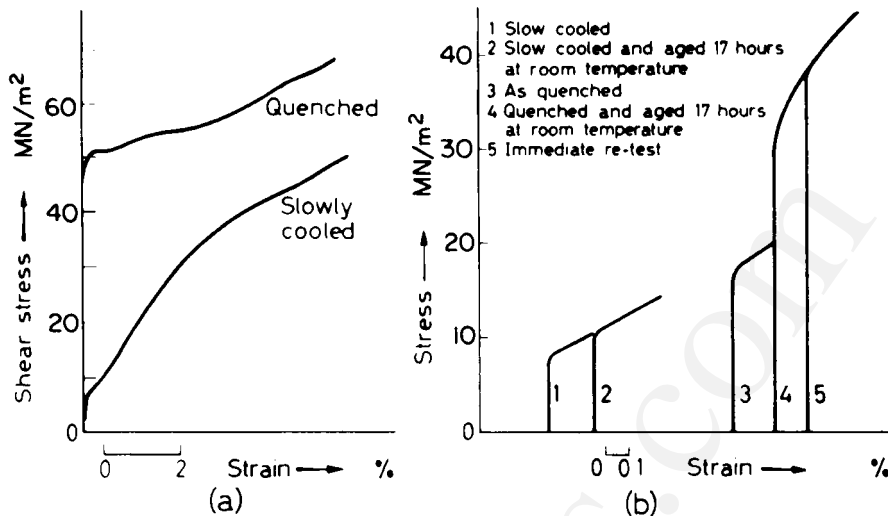 60
40
20
0
Shear stress → MN/m²
Quenched
Slowly
cooled
0 2 Strain → %
(a)
1 Slow cooled
2 Slow cooled and aged 17 hours
at room temperature
3 As quenched
4 Quenched and aged 17 hours
at room temperature
5 Immediate re-test
40
30
20
10
0
Stress → MN/m²
1 2 3 4 5
0 01 Strain → %
(b)